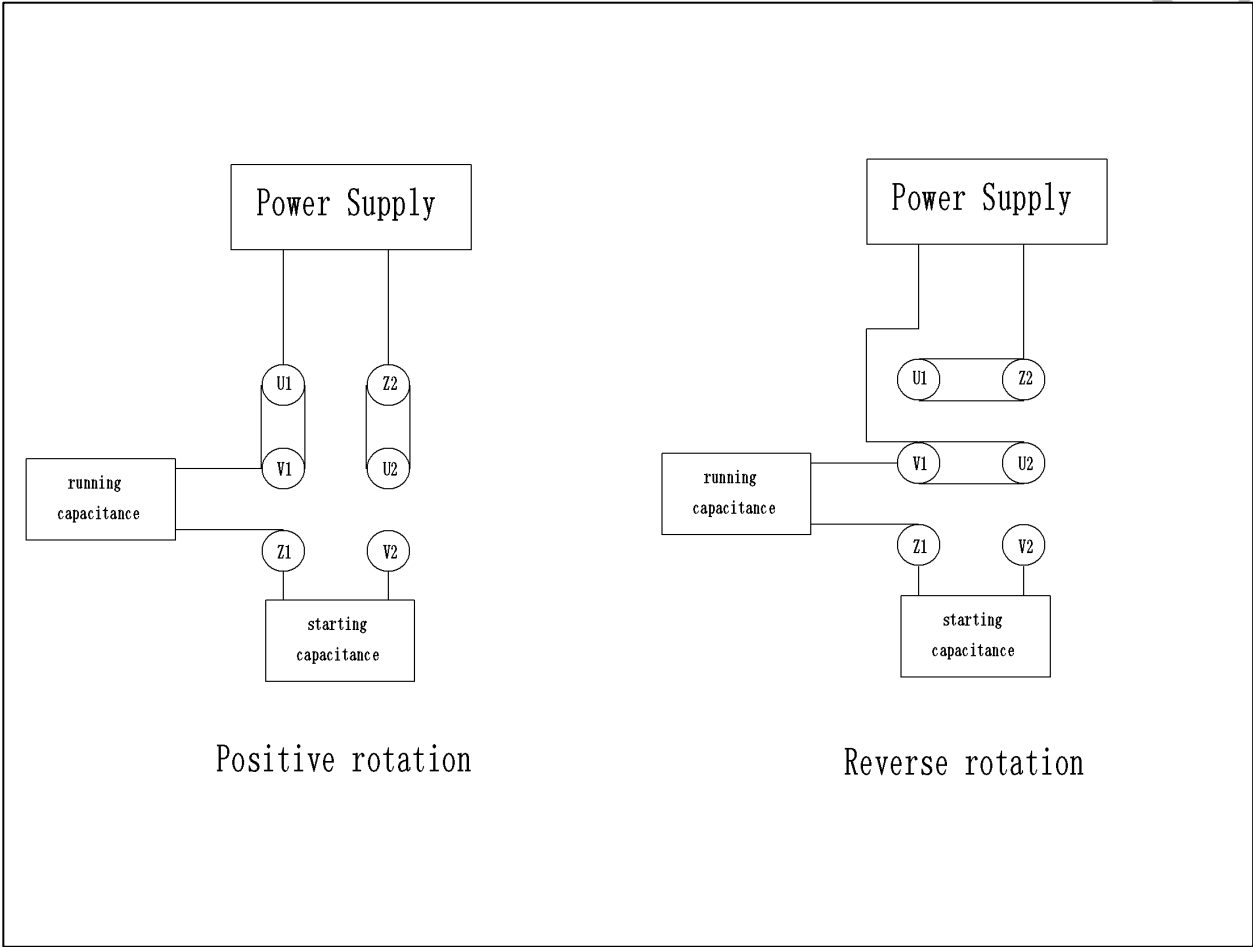 Power Supply
U1
Z2
V1
U2
running
capacitance
Z1
V2
starting
capacitance
Positive rotation
Power Supply
U1
Z2
V1
U2
running
capacitance
Z1
V2
starting
capacitance
Reverse rotation